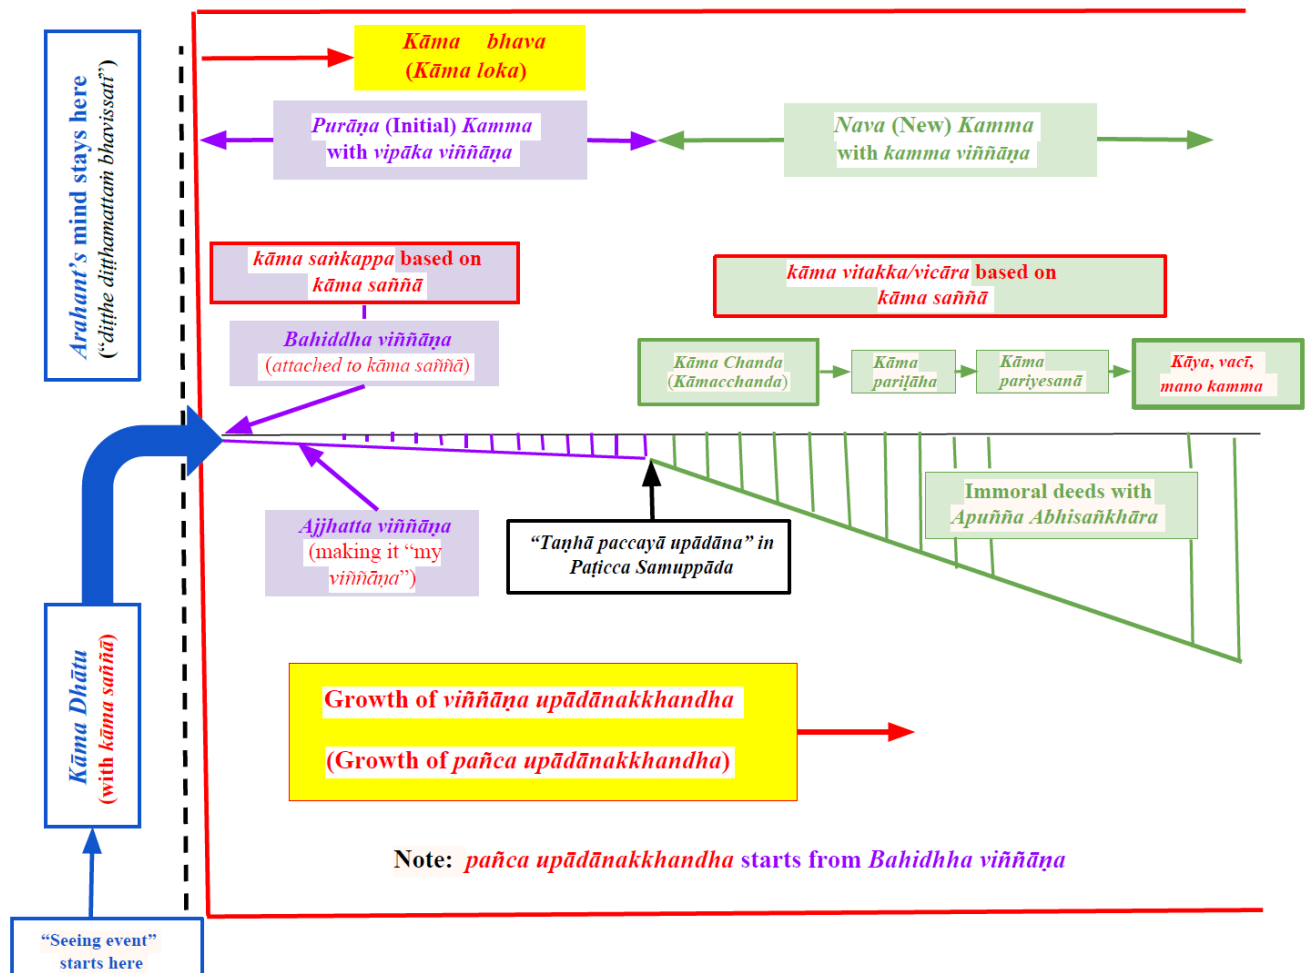 Arahant's mind stays here
("diṭṭhe diṭṭhamattaṁ bhavissati")
Kāma bhava
(Kāma loka)
Purāṇa (Initial) Kamma
with vipāka viññāṇa
Nava (New) Kamma
with kamma viññāṇa
kāma saṅkappa based on
kāma saññā
kāma vitakka/vicāra based on
kāma saññā
Bahiddha viññāṇa
(attached to kāma saññā)
Kāma Chanda
(Kāmacchanda)
Kāma
pariḷāha
Kāma
pariyesanā
Kāya, vacī,
mano kamma
Ajjhatta viññāṇa
(making it "my
viññāṇa")
"Taṇhā paccayā upādāna" in
Paṭicca Samuppāda
Immoral deeds with
Apuñña Abhisaṅkhāra
Kāma Dhātu
(with kāma saññā)
Growth of viññāṇa upādānakkhandha
(Growth of pañca upādānakkhandha)
Note: pañca upādānakkhandha starts from Bahidhha viññāṇa
"Seeing event"
starts here